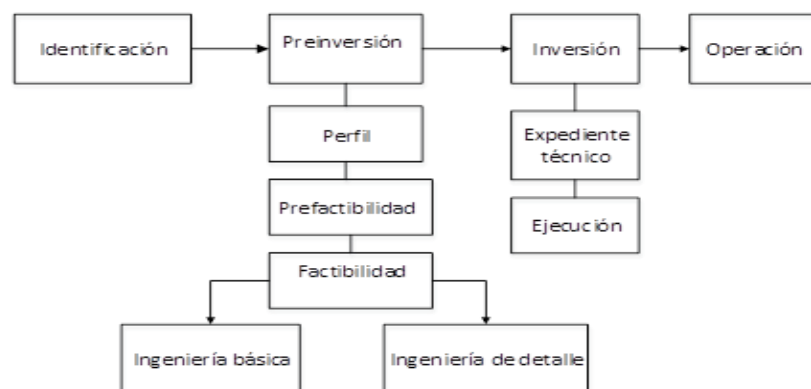 Identificación
Preinversión
Inversión
Operación
Perfil
Expediente
técnico
Prefactibilidad
Ejecución
Factibilidad
Ingeniería básica
Ingeniería de detalle